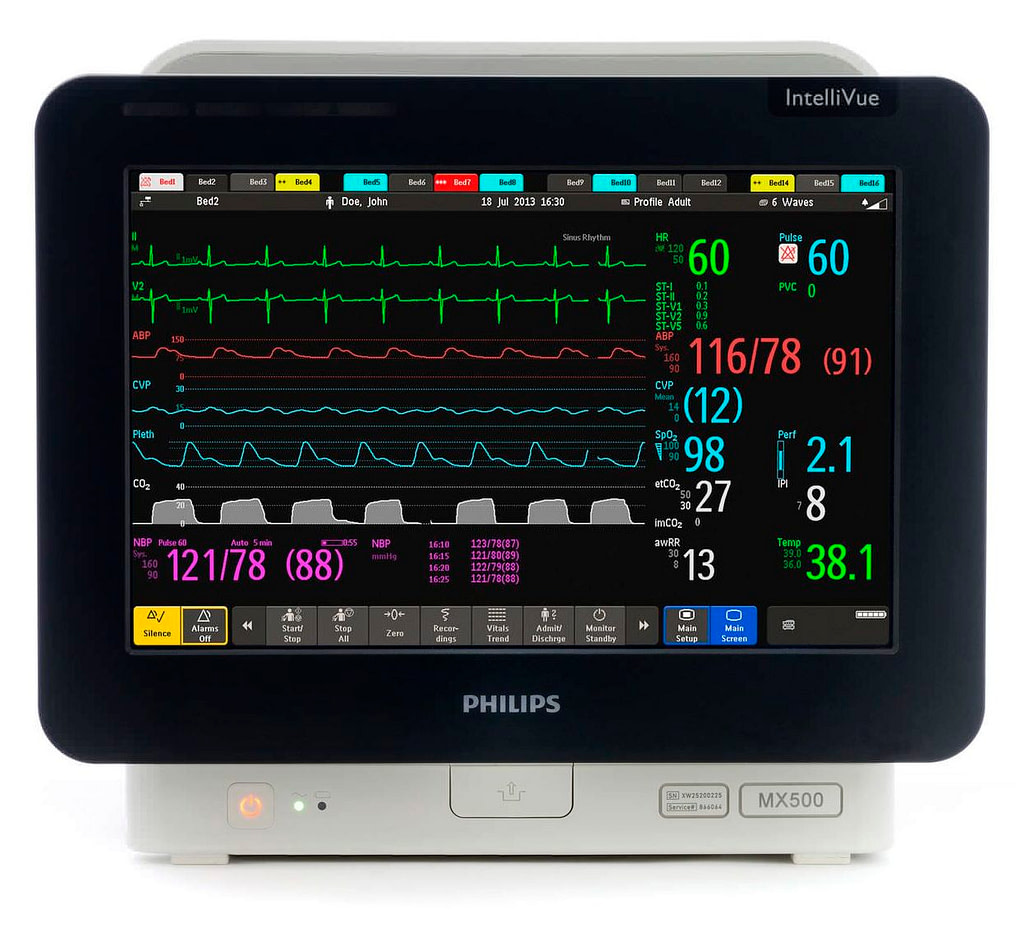 IntelliVue
Bed1 Bed2 Bed3 ** Bed4 Bed5 Bed6 *** Bed7 Bed8 Bed9 Bed10 Bed11 Bed12 ** Bed14 Bed15 Bed16
Bed2 Doe, John 18 Jul 2013 16:30 Profile Adult 6 Waves
II
M
1mV
Sinus Rhythm
HR
120
50
60
Pulse
60
V2
M
1mV
ST-I 0.1
ST-II 0.2
ST-V1 0.3
ST-V2 0.9
ST-V5 0.6
PVC 0
ABP
150
75
0
ABP
Sys.
160
90
116/78 (91)
CVP
30
15
0
CVP
Mean
14
0
(12)
Pleth
SpO₂
100
90
98
Perf
2.1
CO₂
40
20
0
etCO₂
50
30
27
imCO₂ 0
IPI
7
8
NBP Pulse 60 Auto 5 min 0:55
Sys.
160
90
121/78 (88)
NBP
mmHg
16:10 123/78(87)
16:15 121/80(89)
16:20 122/79(88)
16:25 121/78(88)
awRR
30
8
13
Temp
39.0
36.0
38.1
Silence
Alarms
Off
Start/
Stop
Stop
All
→0←
Zero
Recor-
dings
Vitals
Trend
Admit/
Dischrge
Monitor
Standby
Main
Setup
Main
Screen
PHILIPS
SN XW25200225
Service# 866064
MX500